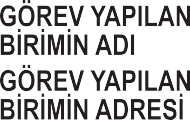 GÖREV YAPILAN
BİRİMİN ADI
GÖREV YAPILAN
BİRİMİN ADRESİ